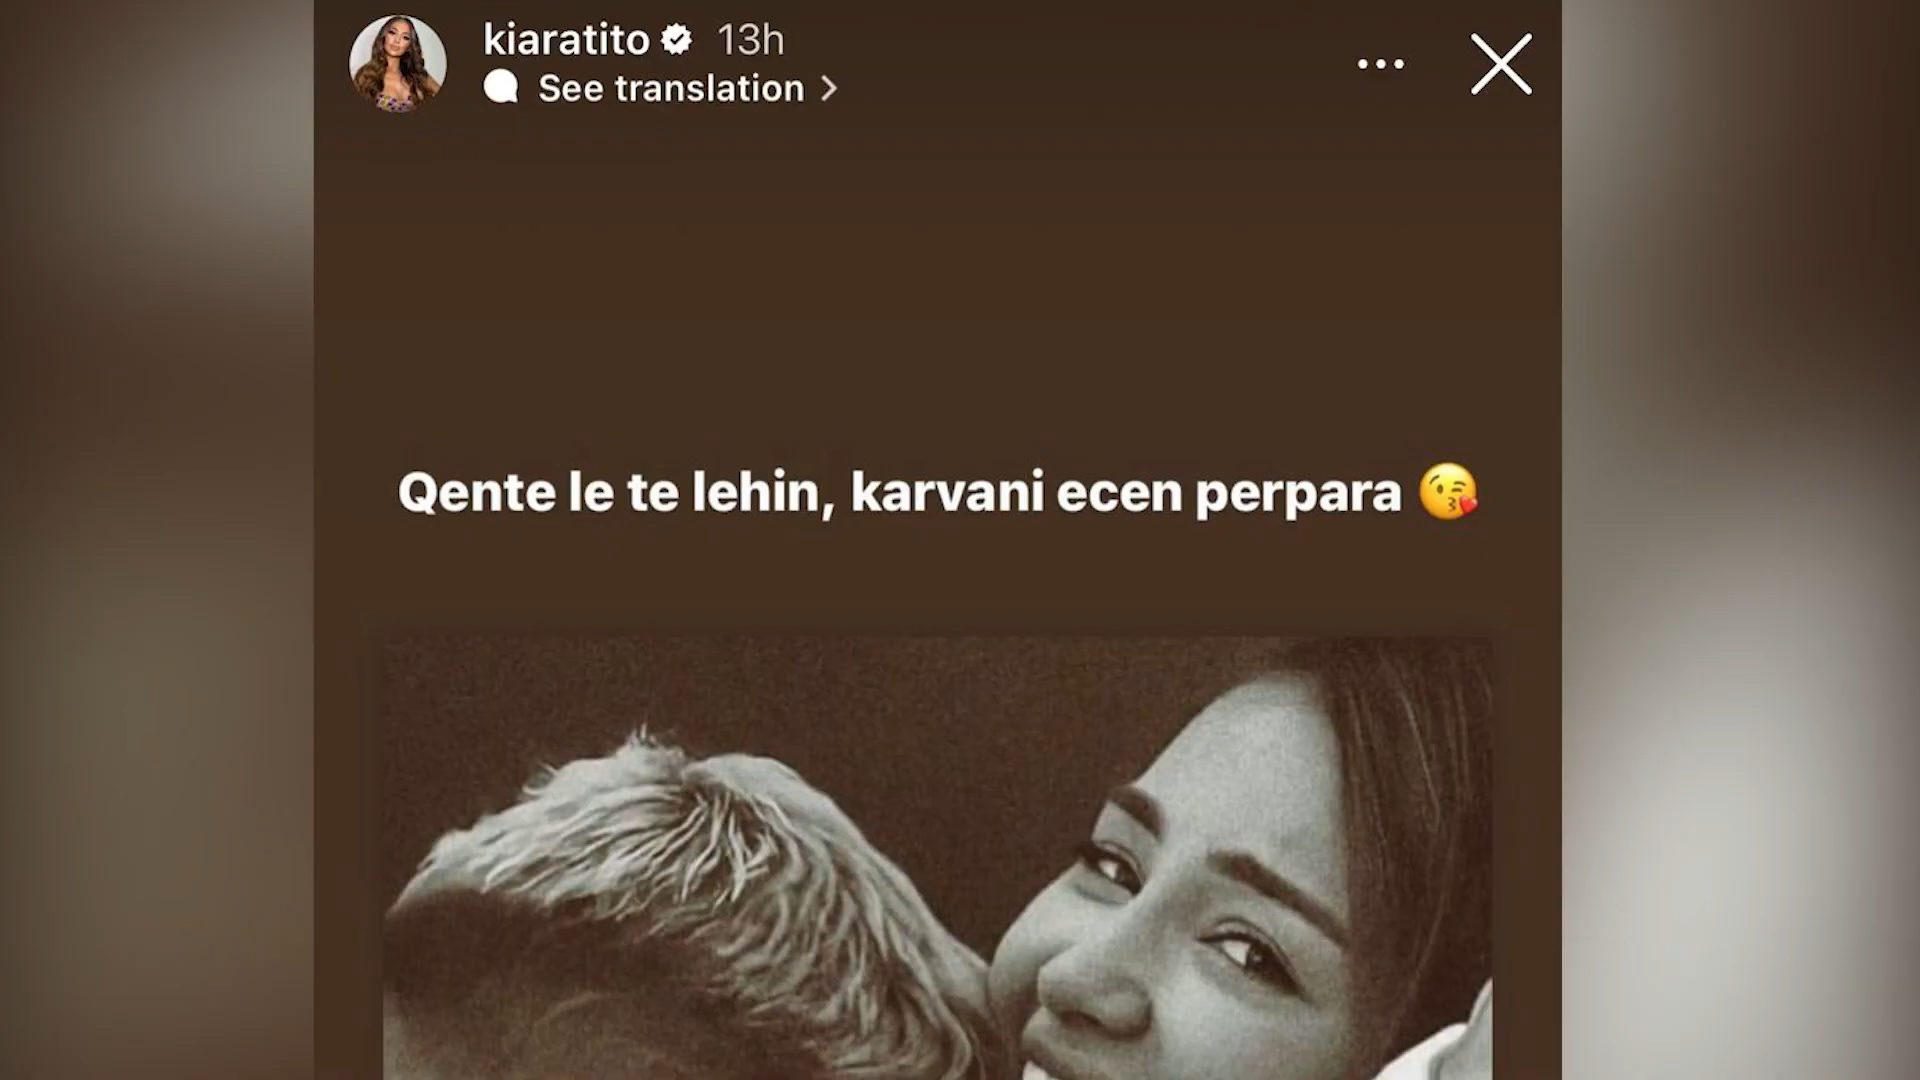 kiaratito 13h
See translation
Qente le te lehin, karvani ecen perpara 😘